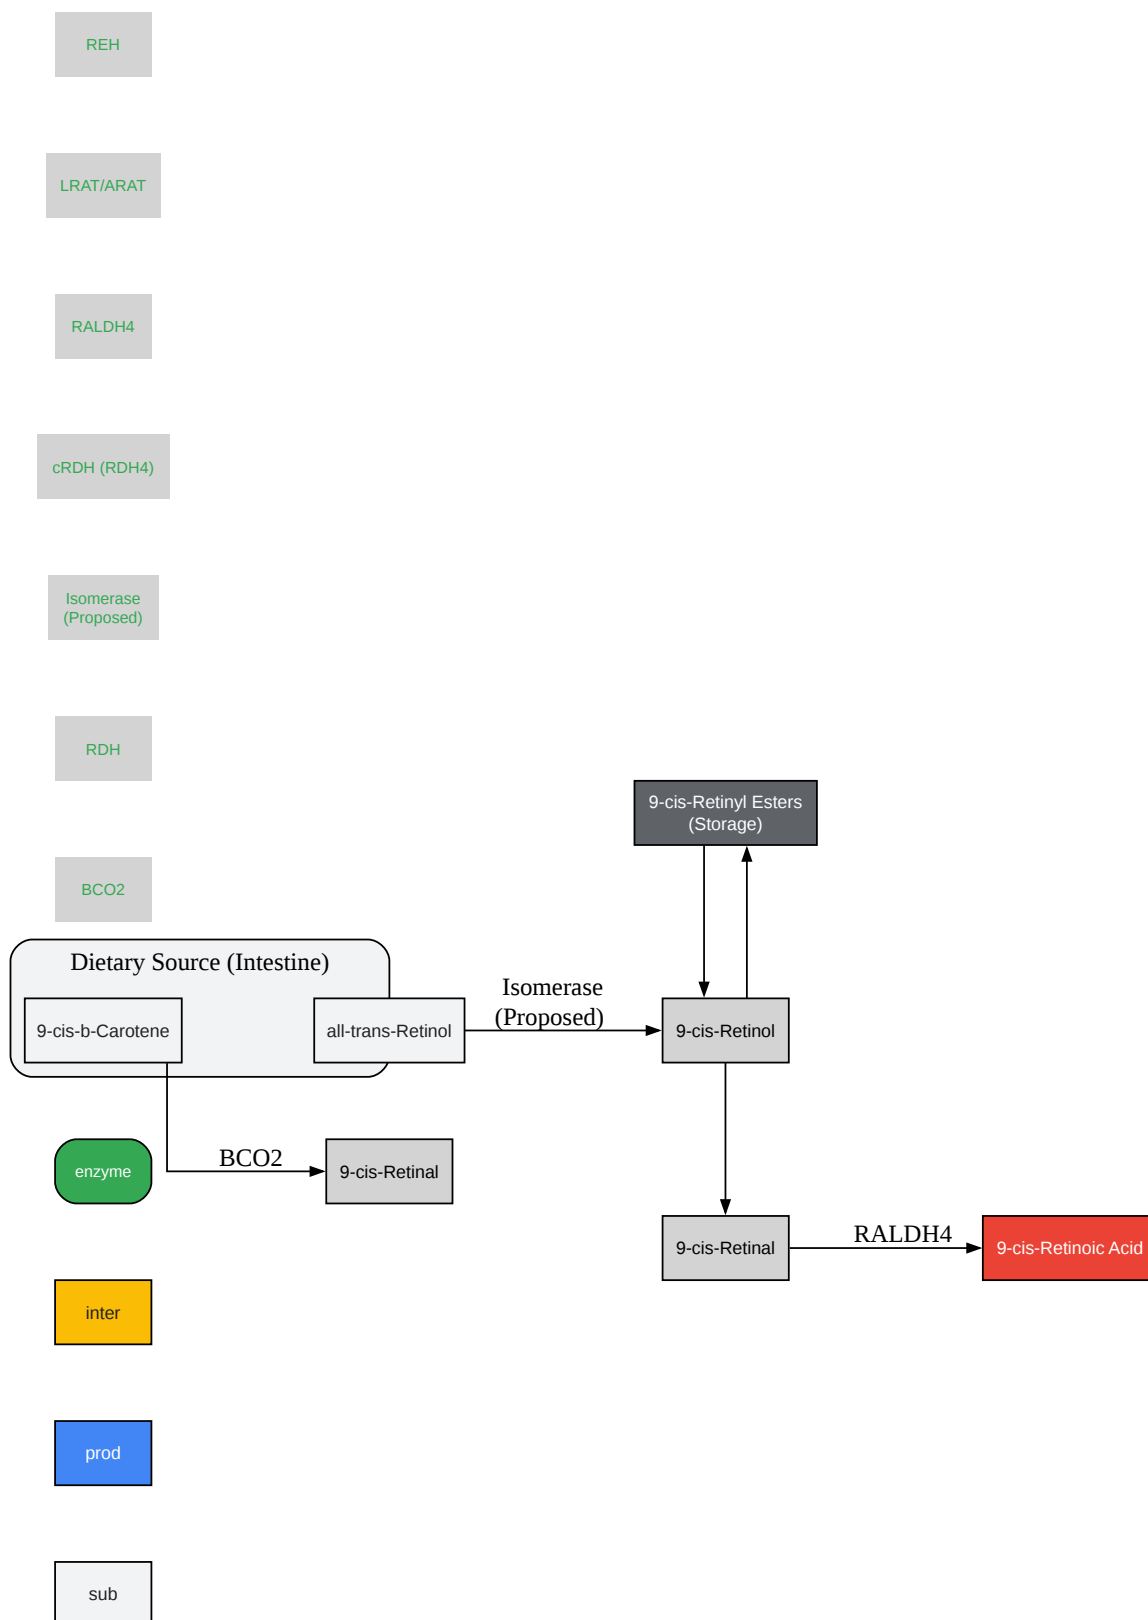 REH
LRAT/ARAT
RALDH4
cRDH (RDH4)
Isomerase
(Proposed)
RDH
9-cis-Retinyl Esters
(Storage)
BCO2
Dietary Source (Intestine)
Isomerase
(Proposed)
9-cis-b-Carotene
all-trans-Retinol
9-cis-Retinol
BCO2
enzyme
9-cis-Retinal
RALDH4
9-cis-Retinal
9-cis-Retinoic Acid
inter
prod
sub